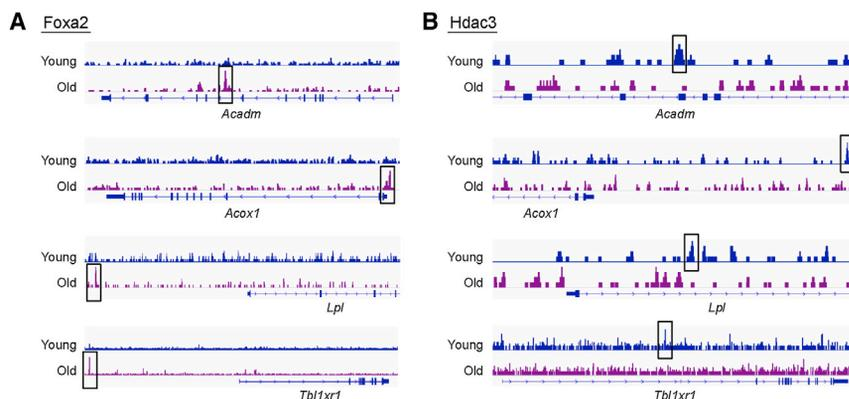 A Foxa2
Young
Old
Acadm
Young
Old
Acox1
Young
Old
Lpl
Young
Old
Tbl1xr1
B Hdac3
Young
Old
Acadm
Young
Old
Acox1
Young
Old
Lpl
Young
Old
Tbl1xr1